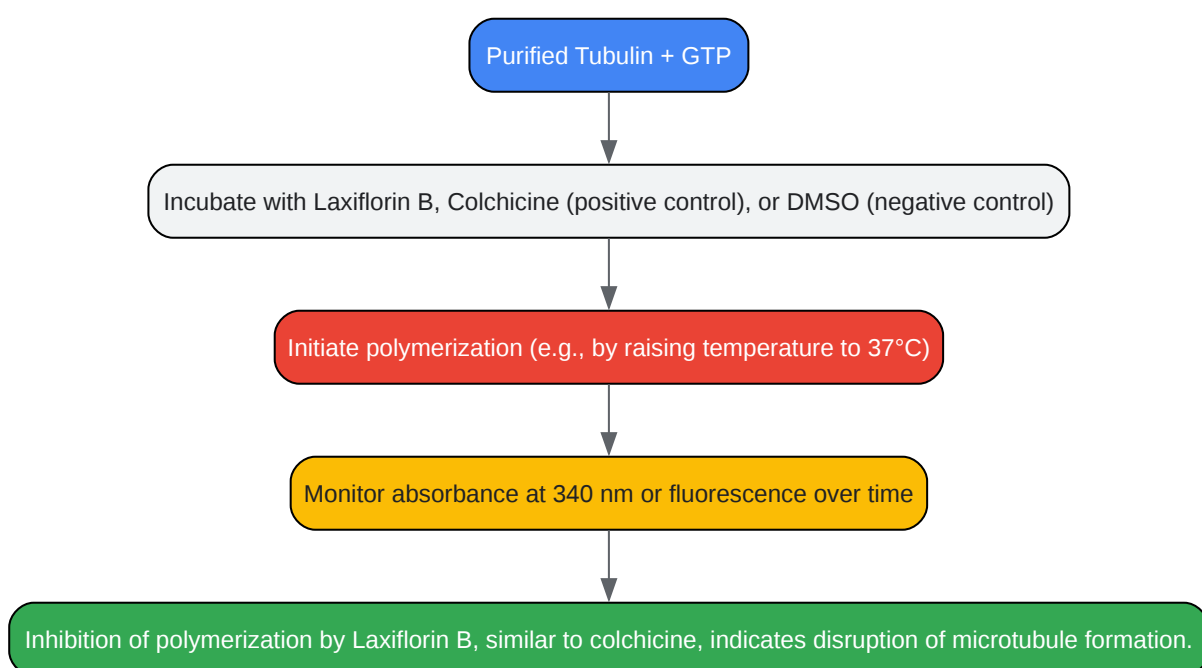 Purified Tubulin + GTP
Incubate with Laxiflorin B, Colchicine (positive control), or DMSO (negative control)
Initiate polymerization (e.g., by raising temperature to 37°C)
Monitor absorbance at 340 nm or fluorescence over time
Inhibition of polymerization by Laxiflorin B, similar to colchicine, indicates disruption of microtubule formation.